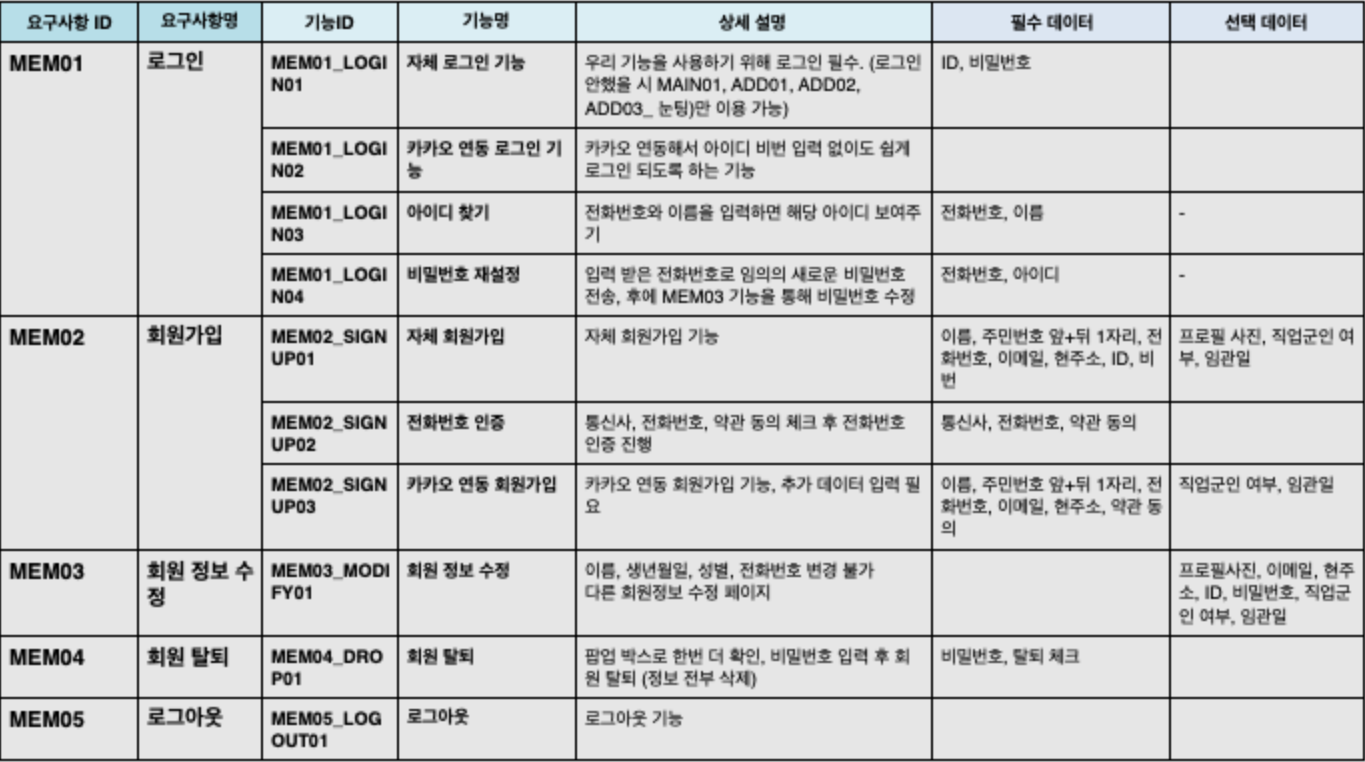 요구사항 ID 요구사항명 기능ID 기능명 상세 설명 필수 데이터 선택 데이터
MEM01 로그인 MEM01_LOGI 자체 로그인 기능 우리 기능을 사용하기 위해 로그인 필수. (로그인 ID, 비밀번호
N01 안했을 시 MAIN01, ADD01, ADD02,
ADD03_ 눈팅)만 이용 가능)
MEM01_LOGI 카카오 연동 로그인 기 카카오 연동해서 아이디 비번 입력 없이도 쉽게
N02 능 로그인 되도록 하는 기능
MEM01_LOGI 아이디 찾기 전화번호와 이름을 입력하면 해당 아이디 보여주 전화번호, 이름 -
N03 기
MEM01_LOGI 비밀번호 재설정 입력 받은 전화번호로 임의의 새로운 비밀번호 전화번호, 아이디 -
N04 전송, 후에 MEM03 기능을 통해 비밀번호 수정
MEM02 회원가입 MEM02_SIGN 자체 회원가입 자체 회원가입 기능 이름, 주민번호 앞+뒤 1자리, 전 프로필 사진, 직업군인 여
UP01 화번호, 이메일, 현주소, ID, 비 부, 임관일
번
MEM02_SIGN 전화번호 인증 통신사, 전화번호, 약관 동의 체크 후 전화번호 통신사, 전화번호, 약관 동의
UP02 인증 진행
MEM02_SIGN 카카오 연동 회원가입 카카오 연동 회원가입 기능, 추가 데이터 입력 필 이름, 주민번호 앞+뒤 1자리, 전 직업군인 여부, 임관일
UP03 요 화번호, 이메일, 현주소, 약관 동
의
MEM03 회원 정보 수 MEM03_MODI 회원 정보 수정 이름, 생년월일, 성별, 전화번호 변경 불가 프로필사진, 이메일, 현주
정 FY01 다른 회원정보 수정 페이지 소, ID, 비밀번호, 직업군
인 여부, 임관일
MEM04 회원 탈퇴 MEM04_DRO 회원 탈퇴 팝업 박스로 한번 더 확인, 비밀번호 입력 후 회 비밀번호, 탈퇴 체크
P01 원 탈퇴 (정보 전부 삭제)
MEM05 로그아웃 MEM05_LOG 로그아웃 로그아웃 기능
OUT01